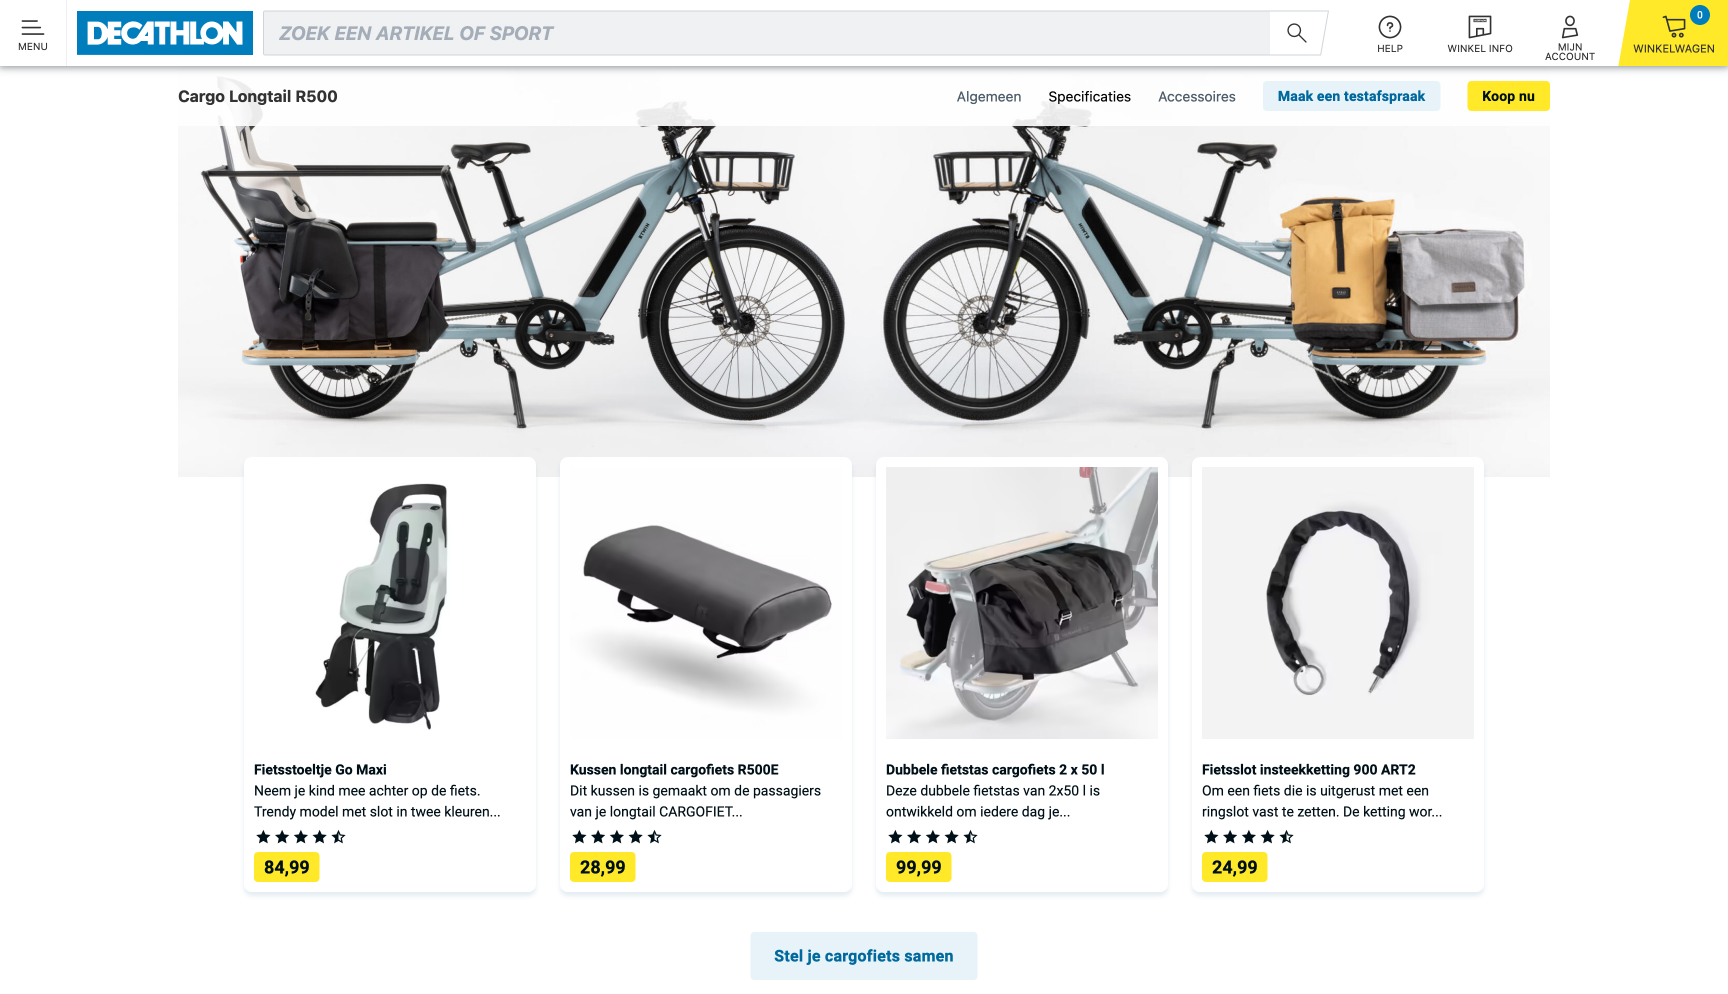 MENU
DECATHLON
ZOEK EEN ARTIKEL OF SPORT
HELP
WINKEL INFO
MIJN
ACCOUNT
0
WINKELWAGEN
Cargo Longtail R500
Algemeen
Specificaties
Accessoires
Maak een testafspraak
Koop nu
BTWIN
BTWIN
Fietsstoeltje Go Maxi
Neem je kind mee achter op de fiets.
Trendy model met slot in twee kleuren...
84,99
Kussen longtail cargofiets R500E
Dit kussen is gemaakt om de passagiers
van je longtail CARGOFIET...
28,99
Dubbele fietstas cargofiets 2 x 50 l
Deze dubbele fietstas van 2x50 l is
ontwikkeld om iedere dag je...
99,99
Fietsslot insteekketting 900 ART2
Om een fiets die is uitgerust met een
ringslot vast te zetten. De ketting wor...
24,99
Stel je cargofiets samen